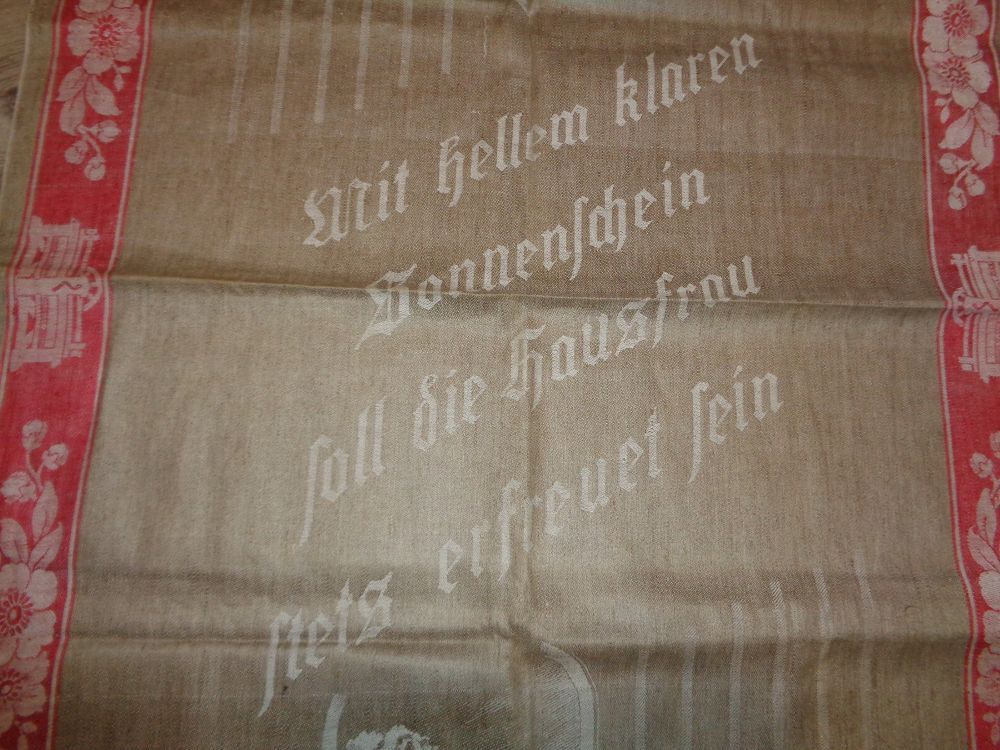 Mit hellem klaren
Sonnenschein
soll die Hausfrau
stets erfreuet sein